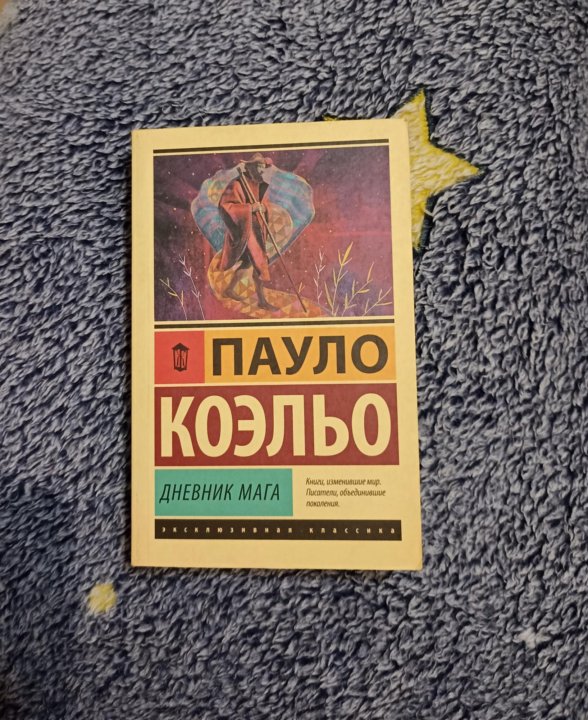 ПАУЛО
КОЭЛЬО
ДНЕВНИК МАГА
Книги, изменившие мир.
Писатели, объединившие
поколения.
эксклюзивная классика